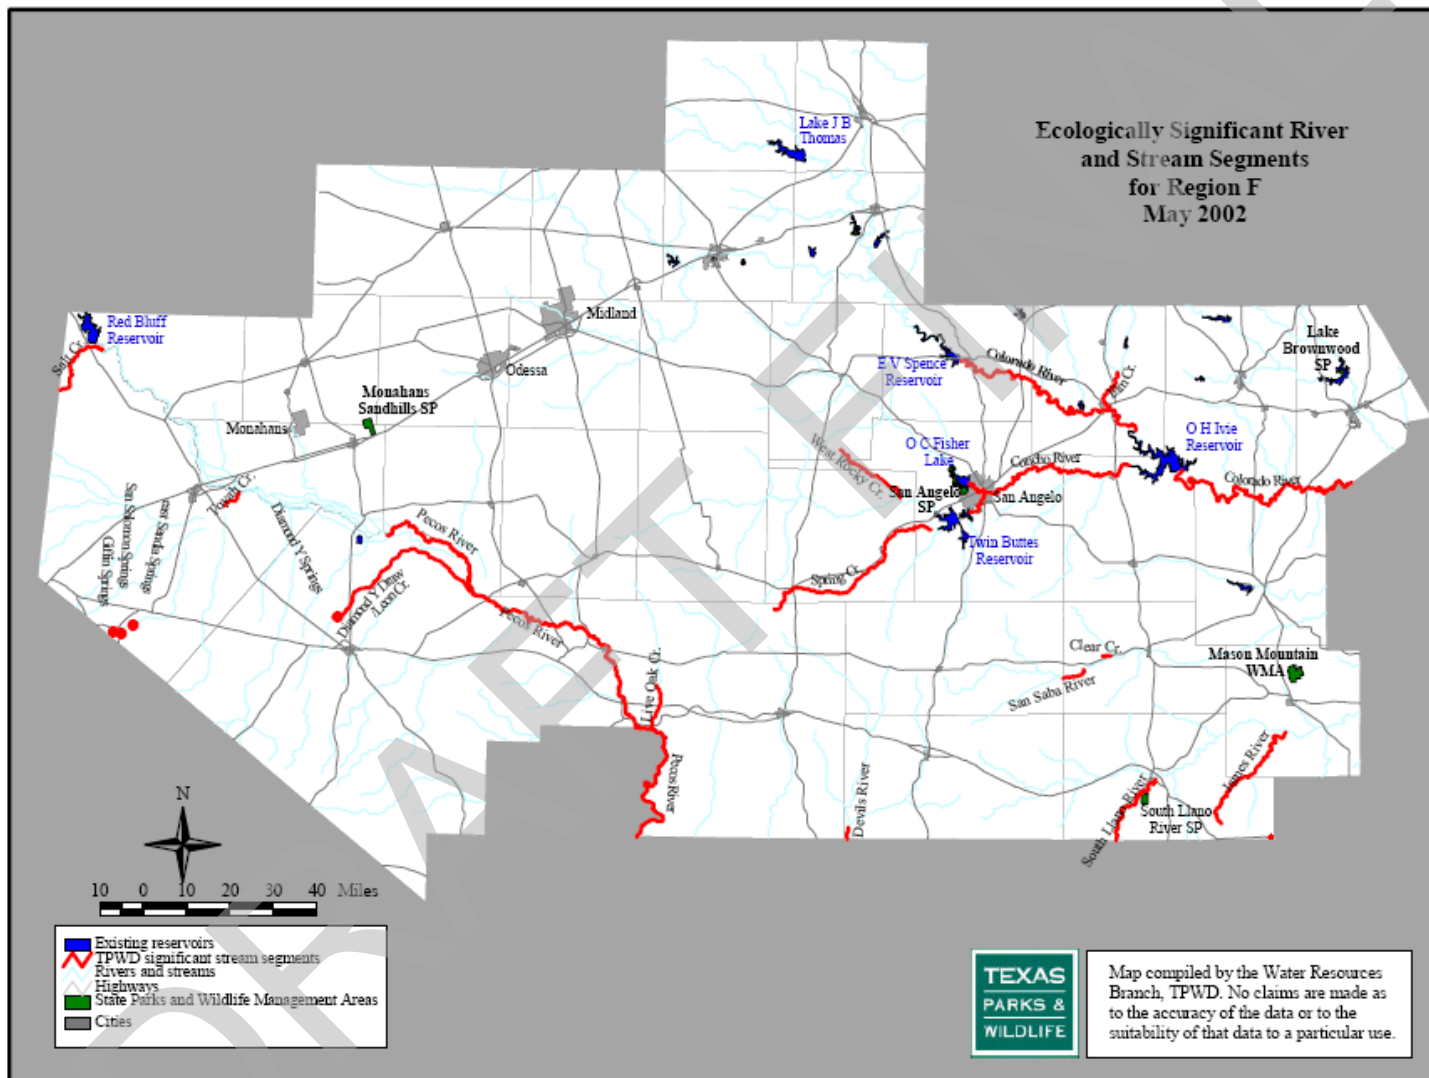 Ecologically Significant River
and Stream Segments
for Region F
May 2002
Lake J B
Thomas
Red Bluff
Reservoir
Salt Cr.
Midland
Odessa
Monahans
Sandhills SP
Monahans
E V Spence
Reservoir
Colorado River
Elm Cr.
Lake
Brownwood
SP
O H Ivie
Reservoir
Colorado River
O C Fisher
Lake
Concho River
West Rocky Cr.
San Angelo
SP
San Angelo
Twin Buttes
Reservoir
Spring Cr.
Toyah Cr.
Diamond Y Springs
East Sandia Springs
San Solomon Springs
Giffin Springs
Pecos River
Diamond Y Draw
/Leon Cr.
Pecos River
Live Oak Cr.
Pecos River
Clear Cr.
San Saba River
Mason Mountain
WMA
Devils River
South Llano River
South Llano
River SP
James River
N
10 0 10 20 30 40 Miles
Existing reservoirs
TPWD significant stream segments
Rivers and streams
Highways
State Parks and Wildlife Management Areas
Cities
TEXAS
PARKS &
WILDLIFE
Map compiled by the Water Resources
Branch, TPWD. No claims are made as
to the accuracy of the data or to the
suitability of that data to a particular use.
DRAFT FINAL